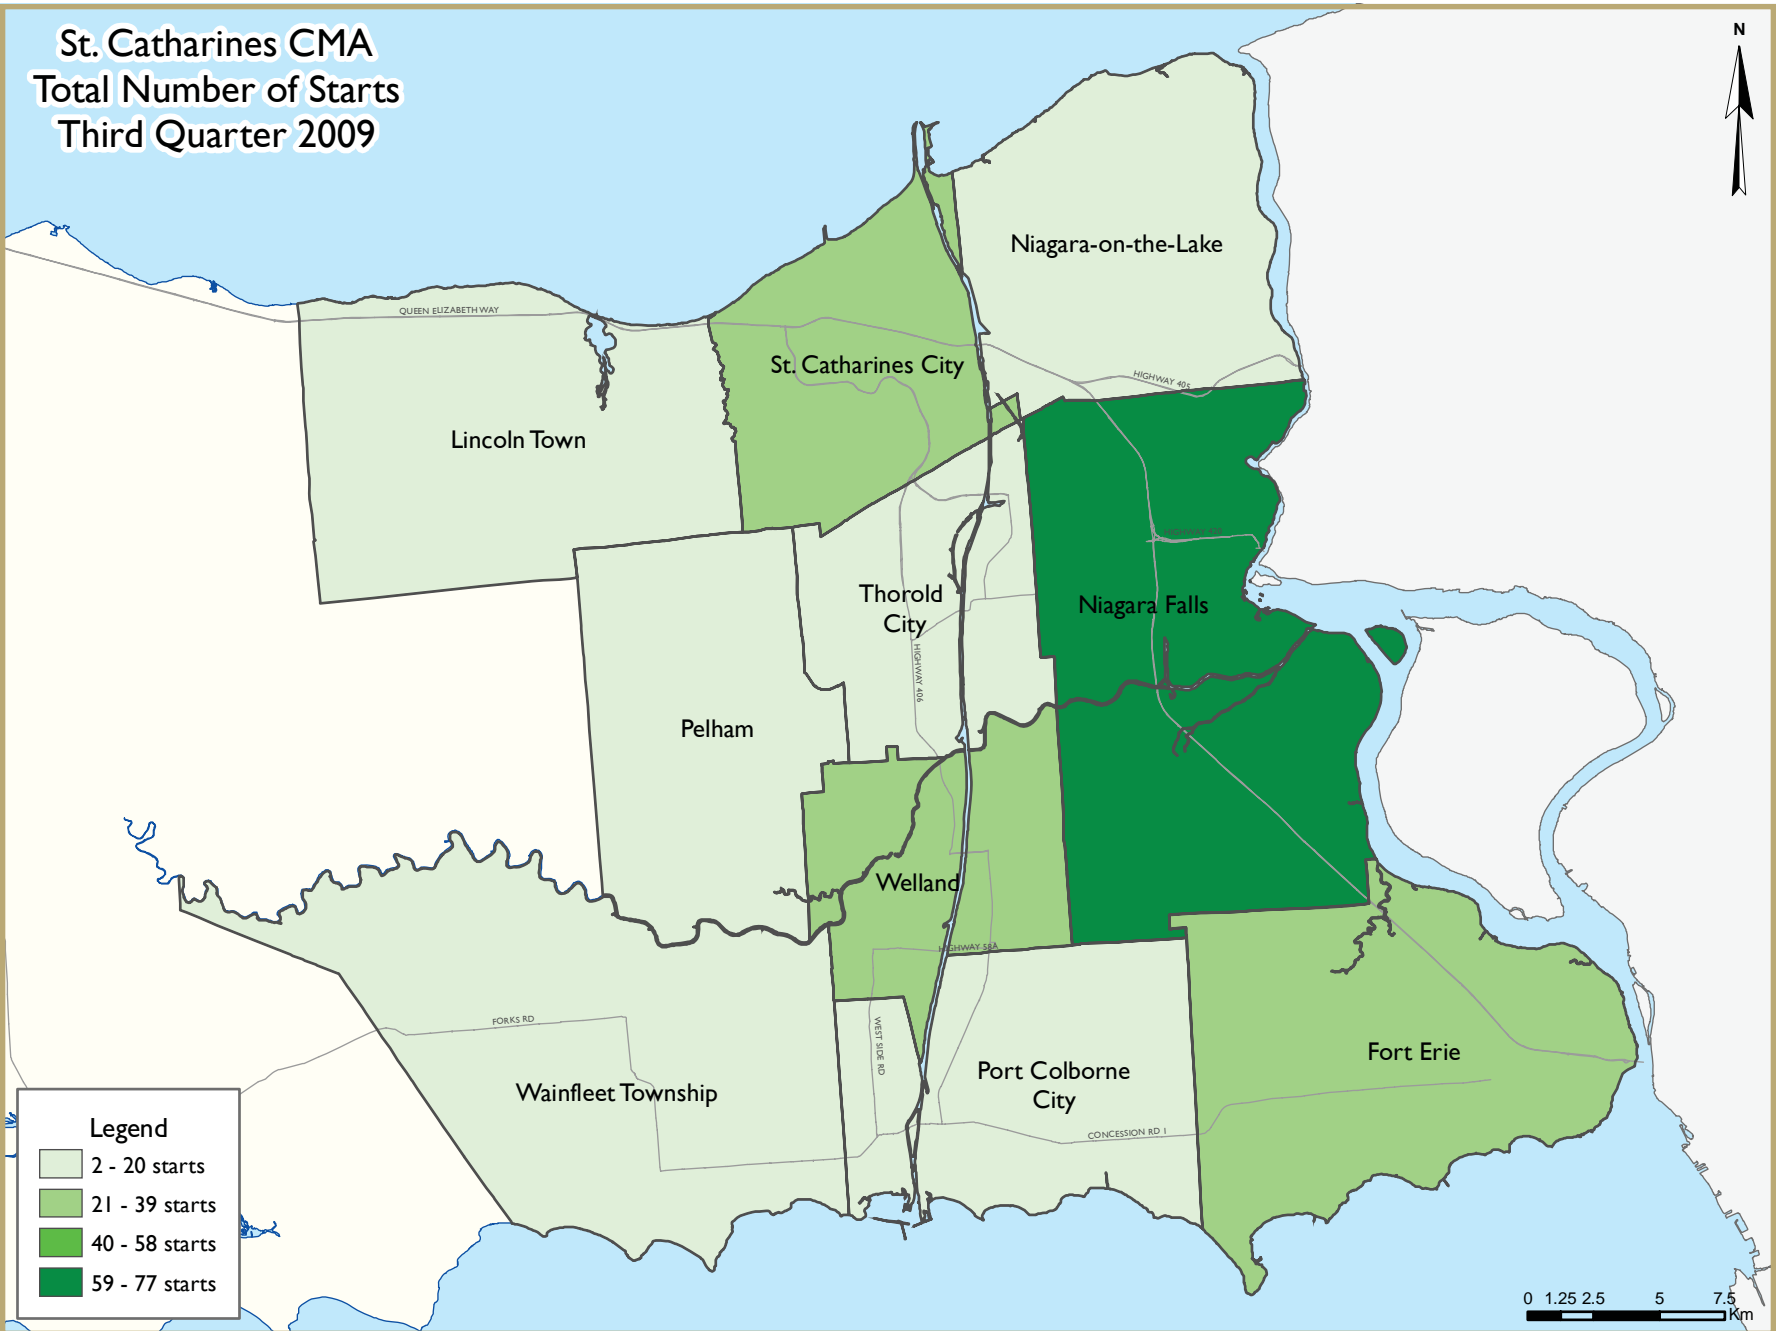 St. Catharines CMA
Total Number of Starts
Third Quarter 2009
N
Niagara-on-the-Lake
QUEEN ELIZABETH WAY
St. Catharines City
HIGHWAY 405
Lincoln Town
HIGHWAY 420
Thorold
City
Niagara Falls
HIGHWAY 406
Pelham
Welland
HIGHWAY 58A
FORKS RD
WEST SIDE RD
Fort Erie
Port Colborne
City
Wainfleet Township
CONCESSION RD 1
Legend
2 - 20 starts
21 - 39 starts
40 - 58 starts
59 - 77 starts
0 1.25 2.5 5 7.5
Km